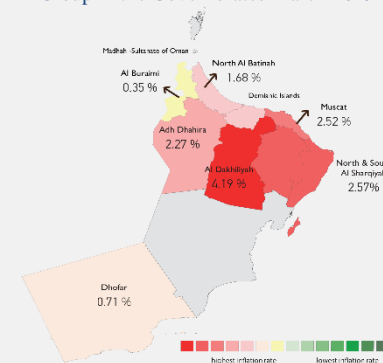 Madhah -Sultanate of Oman
North Al Batinah
1.68 %
Al Buraimi
0.35 %
Demianic Islands
Muscat
2.52 %
Adh Dhahira
2.27 %
North & Sou
Al Sharqiyah
2.57%
Al Dakhiliyah
4.19 %
Dhofar
0.71 %
highest inflation rate
lowest inflation rate